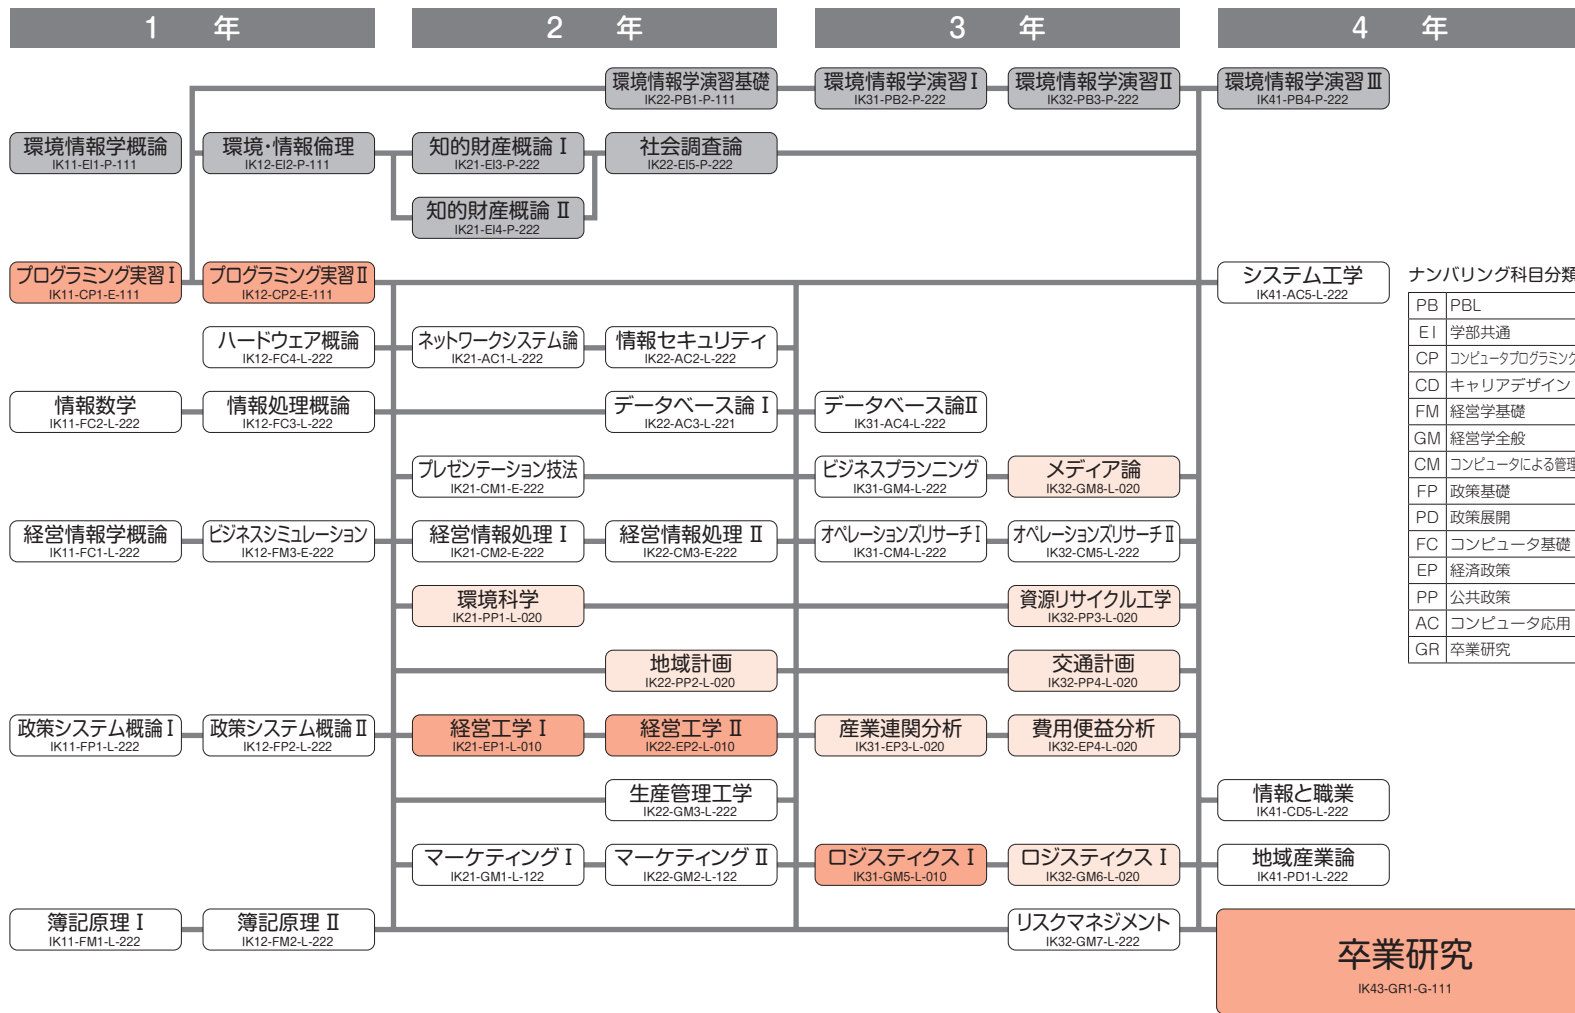 1 年
2 年
3 年
4 年
環境情報学演習基礎
IK22-PB1-P-111
環境情報学演習Ⅰ
IK31-PB2-P-222
環境情報学演習Ⅱ
IK32-PB3-P-222
環境情報学演習Ⅲ
IK41-PB4-P-222
環境情報学概論
IK11-EI1-P-111
環境・情報倫理
IK12-EI2-P-111
知的財産概論 Ⅰ
IK21-EI3-P-222
社会調査論
IK22-EI5-P-222
知的財産概論 Ⅱ
IK21-EI4-P-222
プログラミング実習Ⅰ
IK11-CP1-E-111
プログラミング実習Ⅱ
IK12-CP2-E-111
システム工学
IK41-AC5-L-222
ハードウェア概論
IK12-FC4-L-222
ネットワークシステム論
IK21-AC1-L-222
情報セキュリティ
IK22-AC2-L-222
情報数学
IK11-FC2-L-222
情報処理概論
IK12-FC3-L-222
データベース論 Ⅰ
IK22-AC3-L-221
データベース論Ⅱ
IK31-AC4-L-222
プレゼンテーション技法
IK21-CM1-E-222
ビジネスプランニング
IK31-GM4-L-222
メディア論
IK32-GM8-L-020
経営情報学概論
IK11-FC1-L-222
ビジネスシミュレーション
IK12-FM3-E-222
経営情報処理 Ⅰ
IK21-CM2-E-222
経営情報処理 Ⅱ
IK22-CM3-E-222
オペレーションズリサーチⅠ
IK31-CM4-L-222
オペレーションズリサーチⅡ
IK32-CM5-L-222
環境科学
IK21-PP1-L-020
資源リサイクル工学
IK32-PP3-L-020
地域計画
IK22-PP2-L-020
交通計画
IK32-PP4-L-020
政策システム概論Ⅰ
IK11-FP1-L-222
政策システム概論Ⅱ
IK12-FP2-L-222
経営工学 Ⅰ
IK21-EP1-L-010
経営工学 Ⅱ
IK22-EP2-L-010
産業連関分析
IK31-EP3-L-020
費用便益分析
IK32-EP4-L-020
生産管理工学
IK22-GM3-L-222
情報と職業
IK41-CD5-L-222
マーケティング Ⅰ
IK21-GM1-L-122
マーケティング Ⅱ
IK22-GM2-L-122
ロジスティクス Ⅰ
IK31-GM5-L-010
ロジスティクス Ⅰ
IK32-GM6-L-020
地域産業論
IK41-PD1-L-222
簿記原理 Ⅰ
IK11-FM1-L-222
簿記原理 Ⅱ
IK12-FM2-L-222
リスクマネジメント
IK32-GM7-L-222
卒業研究
IK43-GR1-G-111
ナンバリング科目分類
PB PBL
EI 学部共通
CP コンピュータプログラミング
CD キャリアデザイン
FM 経営学基礎
GM 経営学全般
CM コンピュータによる管理
FP 政策基礎
PD 政策展開
FC コンピュータ基礎
EP 経済政策
PP 公共政策
AC コンピュータ応用
GR 卒業研究